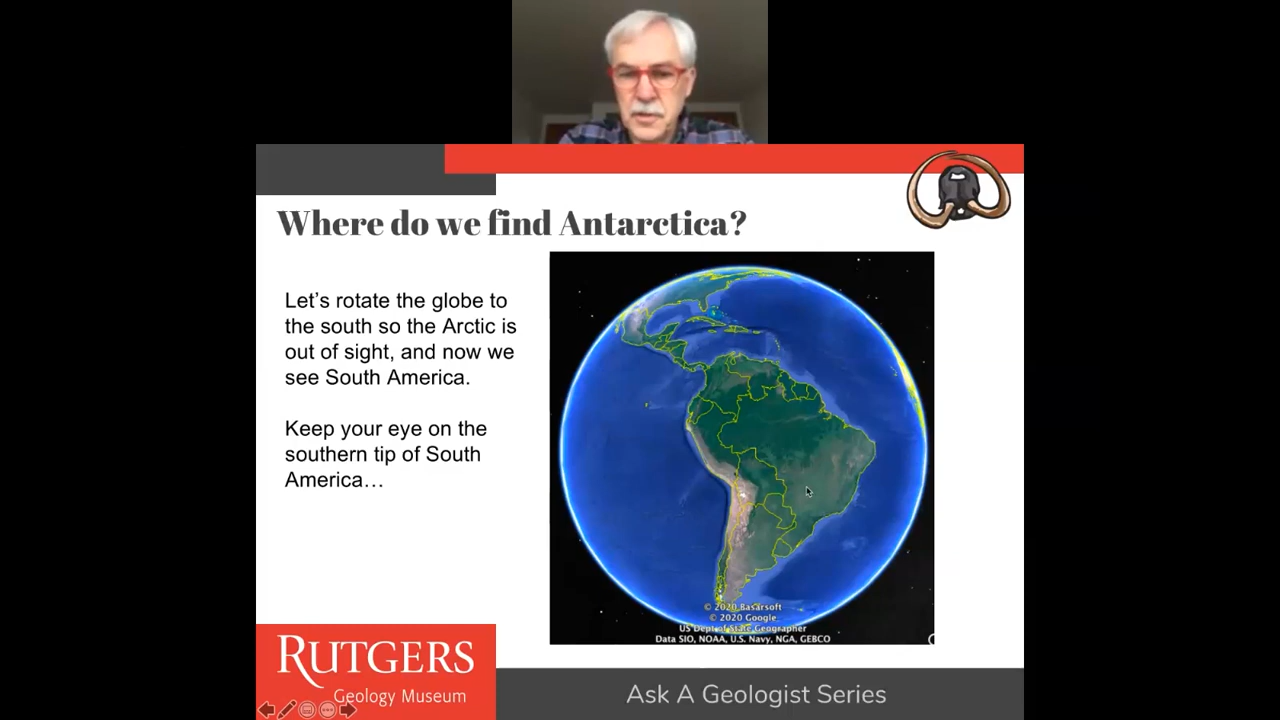 Where do we find Antarctica?
Let’s rotate the globe to
the south so the Arctic is
out of sight, and now we
see South America.
Keep your eye on the
southern tip of South
America…
© 2020 Basarsoft
© 2020 Google
US Dept of State Geographer
Data SIO, NOAA, U.S. Navy, NGA, GEBCO
RUTGERS
Geology Museum
Ask A Geologist Series